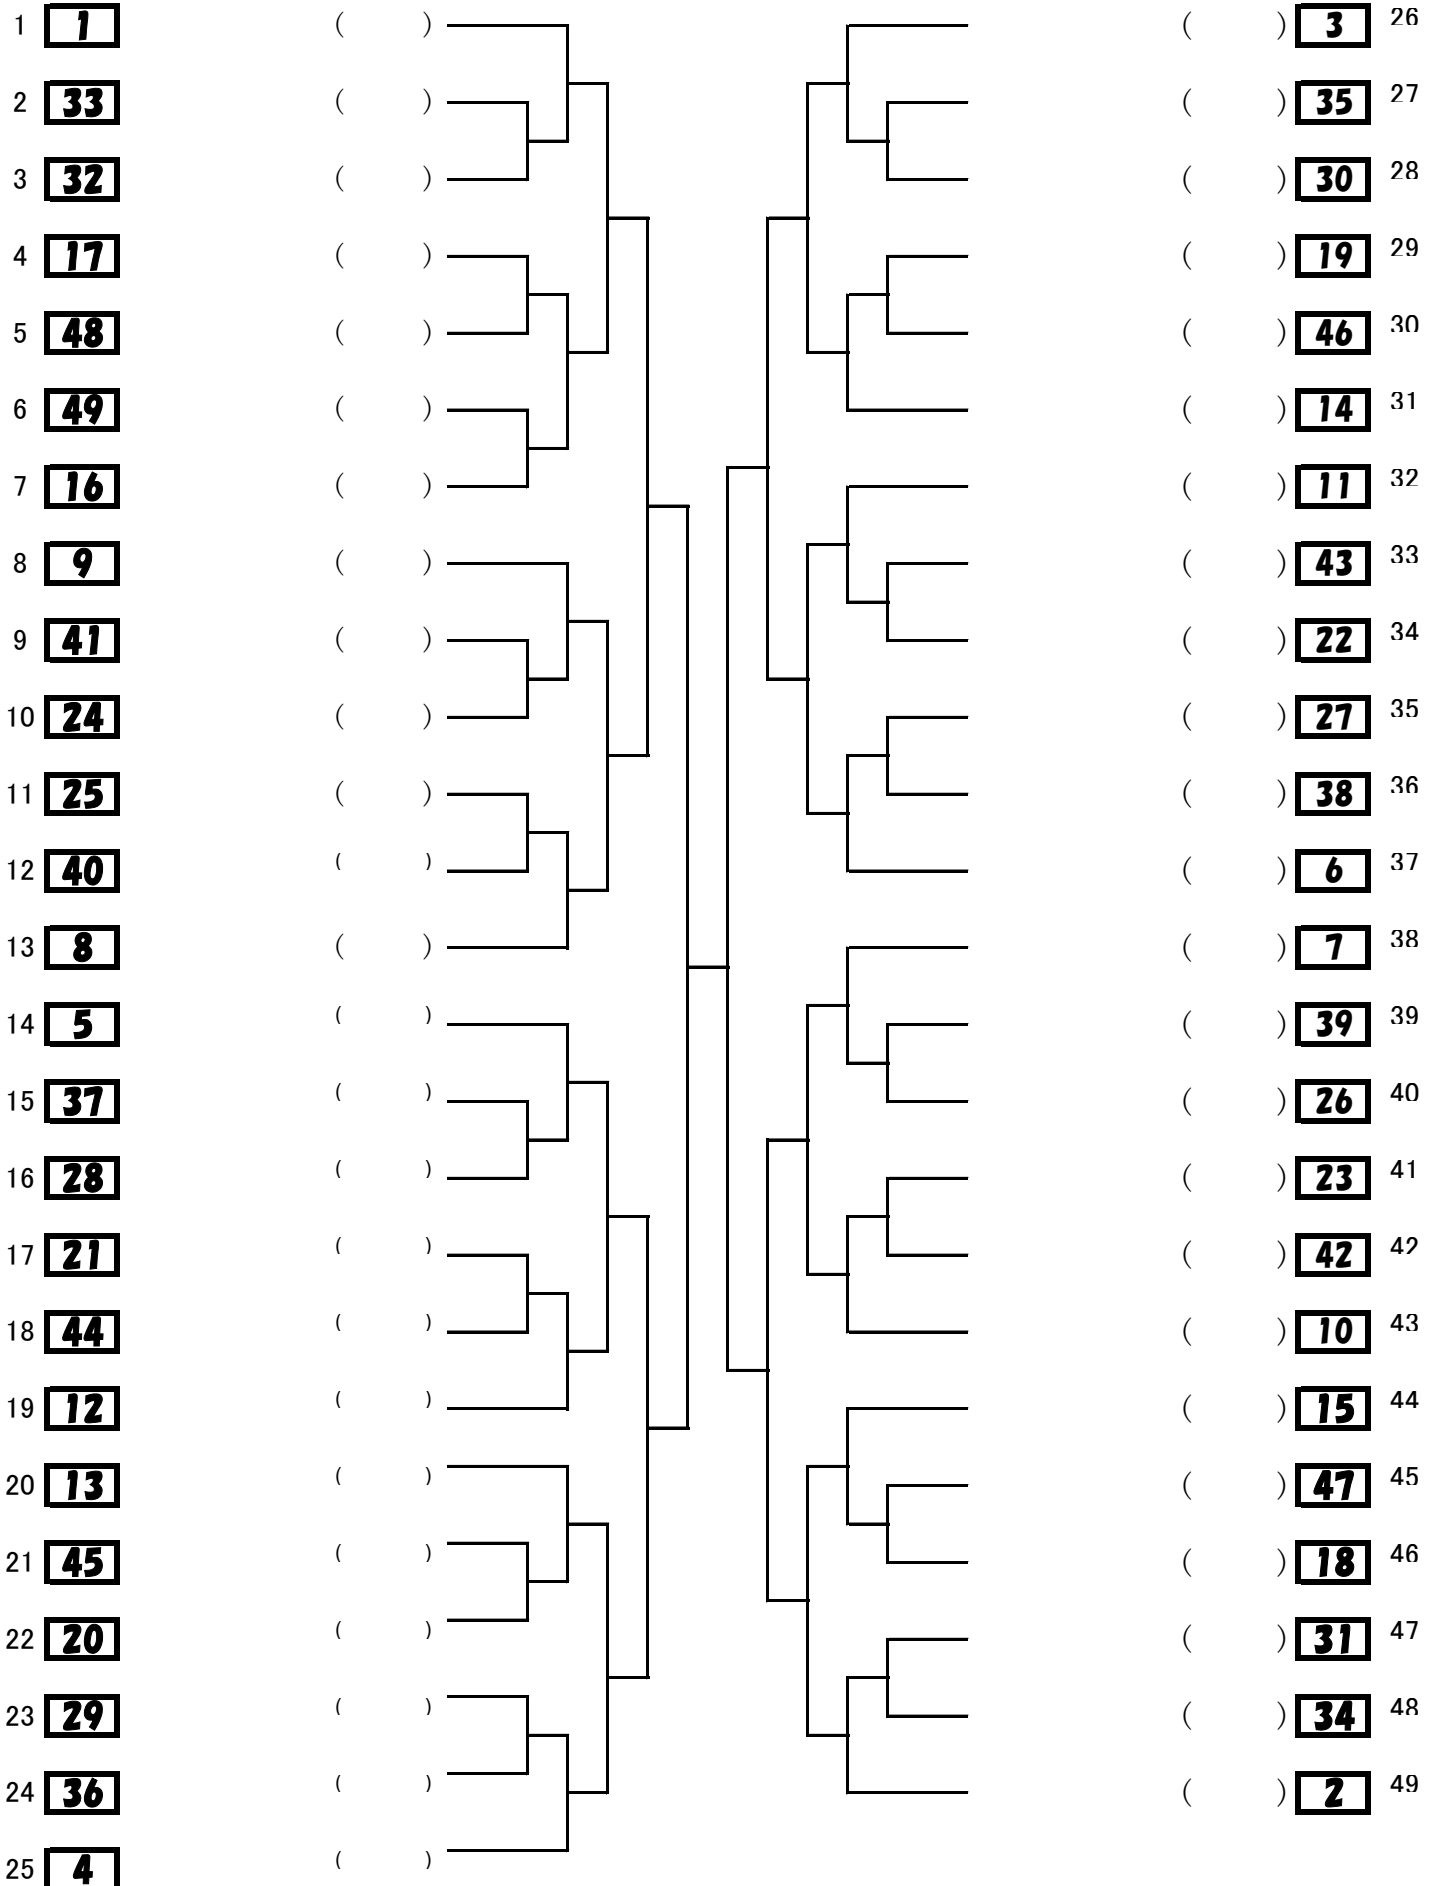 1 1 ( ) ( ) 3 26
2 33 ( ) ( ) 35 27
3 32 ( ) ( ) 30 28
4 17 ( ) ( ) 19 29
5 48 ( ) ( ) 46 30
6 49 ( ) ( ) 14 31
7 16 ( ) ( ) 11 32
8 9 ( ) ( ) 43 33
9 41 ( ) ( ) 22 34
10 24 ( ) ( ) 27 35
11 25 ( ) ( ) 38 36
12 40 ( ) ( ) 6 37
13 8 ( ) ( ) 7 38
14 5 ( ) ( ) 39 39
15 37 ( ) ( ) 26 40
16 28 ( ) ( ) 23 41
17 21 ( ) ( ) 42 42
18 44 ( ) ( ) 10 43
19 12 ( ) ( ) 15 44
20 13 ( ) ( ) 47 45
21 45 ( ) ( ) 18 46
22 20 ( ) ( ) 31 47
23 29 ( ) ( ) 34 48
24 36 ( ) ( ) 2 49
25 4 ( )